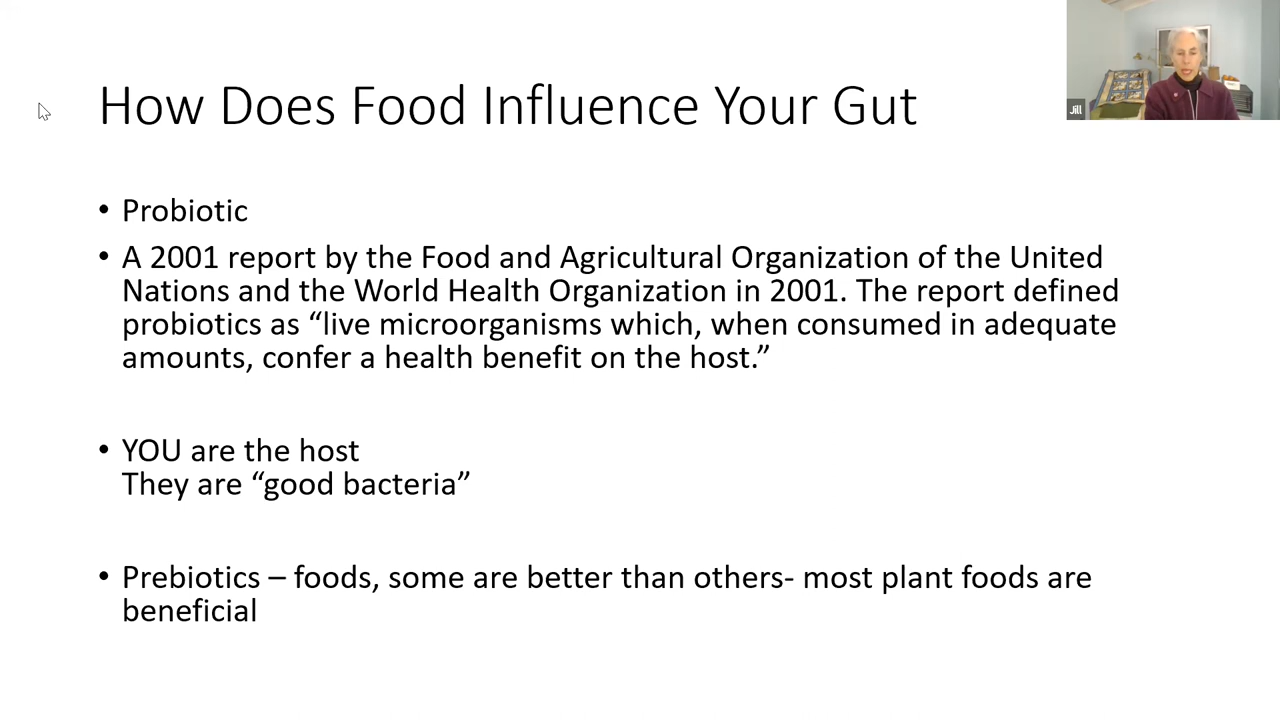 How Does Food Influence Your Gut
Jill
• Probiotic
• A 2001 report by the Food and Agricultural Organization of the United
Nations and the World Health Organization in 2001. The report defined
probiotics as “live microorganisms which, when consumed in adequate
amounts, confer a health benefit on the host.”
• YOU are the host
They are “good bacteria”
• Prebiotics – foods, some are better than others- most plant foods are
beneficial